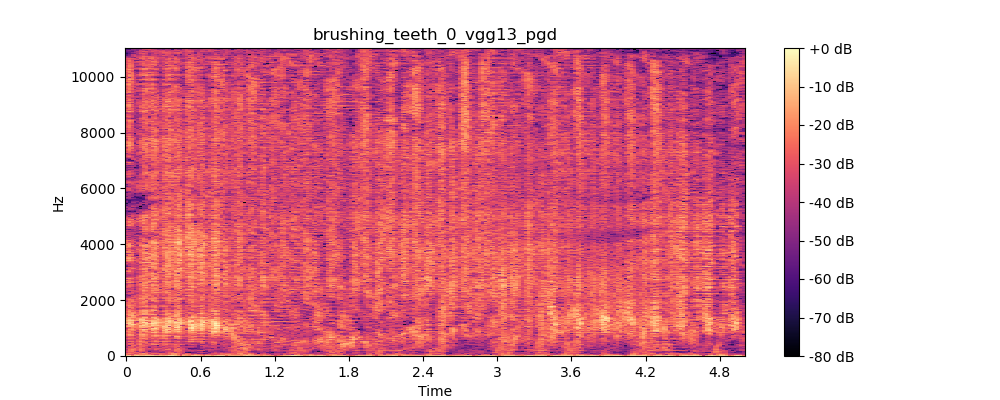 brushing_teeth_0_vgg13_pgd
10000
8000
6000
4000
2000
0
Hz
0 0.6 1.2 1.8 2.4 3 3.6 4.2 4.8
Time
+0 dB
-10 dB
-20 dB
-30 dB
-40 dB
-50 dB
-60 dB
-70 dB
-80 dB